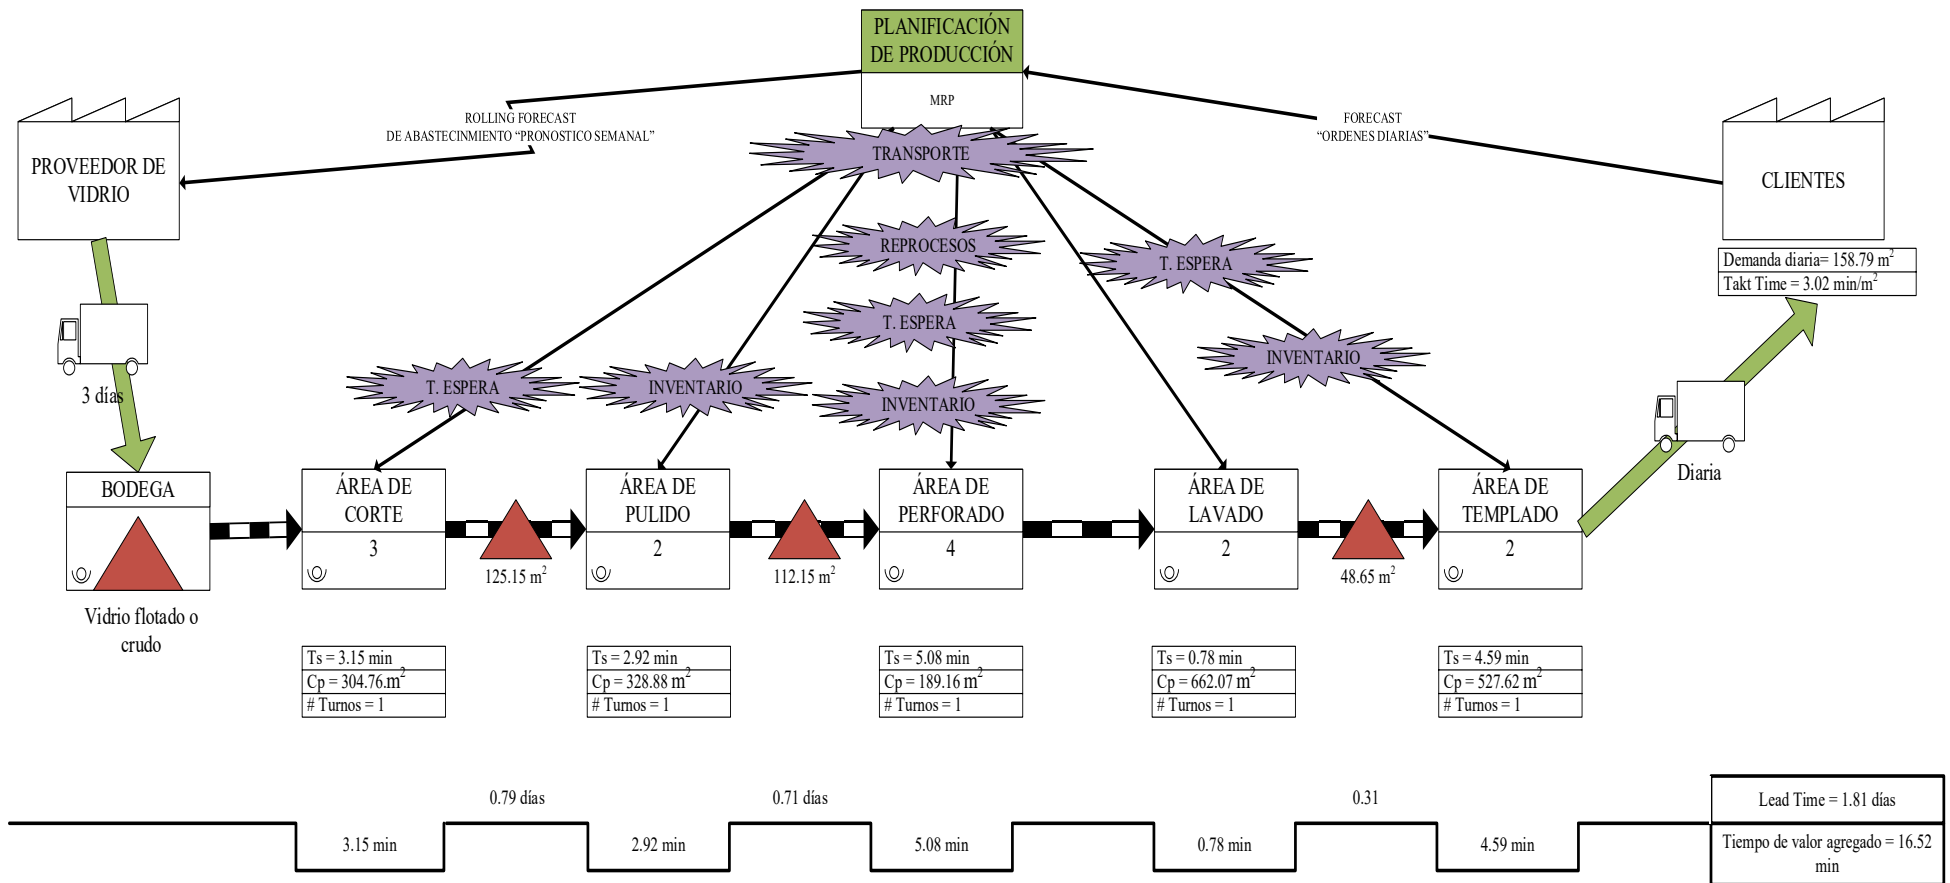 PLANIFICACIÓN
DE PRODUCCIÓN
MRP
ROLLING FORECAST
DE ABASTECINMIENTO “PRONOSTICO SEMANAL”
FORECAST
“ORDENES DIARIAS”
PROVEEDOR DE
VIDRIO
CLIENTES
Demanda diaria= 158.79 m²
Takt Time = 3.02 min/m²
TRANSPORTE
REPROCESOS
T. ESPERA
T. ESPERA
INVENTARIO
T. ESPERA
INVENTARIO
INVENTARIO
3 días
Diaria
BODEGA
Vidrio flotado o
crudo
ÁREA DE
CORTE
3
125.15 m²
ÁREA DE
PULIDO
2
112.15 m²
ÁREA DE
PERFORADO
4
ÁREA DE
LAVADO
2
48.65 m²
ÁREA DE
TEMPLADO
2
Ts = 3.15 min
Cp = 304.76.m²
# Turnos = 1
Ts = 2.92 min
Cp = 328.88 m²
# Turnos = 1
Ts = 5.08 min
Cp = 189.16 m²
# Turnos = 1
Ts = 0.78 min
Cp = 662.07 m²
# Turnos = 1
Ts = 4.59 min
Cp = 527.62 m²
# Turnos = 1
0.79 días
0.71 días
0.31
Lead Time = 1.81 días
3.15 min
2.92 min
5.08 min
0.78 min
4.59 min
Tiempo de valor agregado = 16.52
min